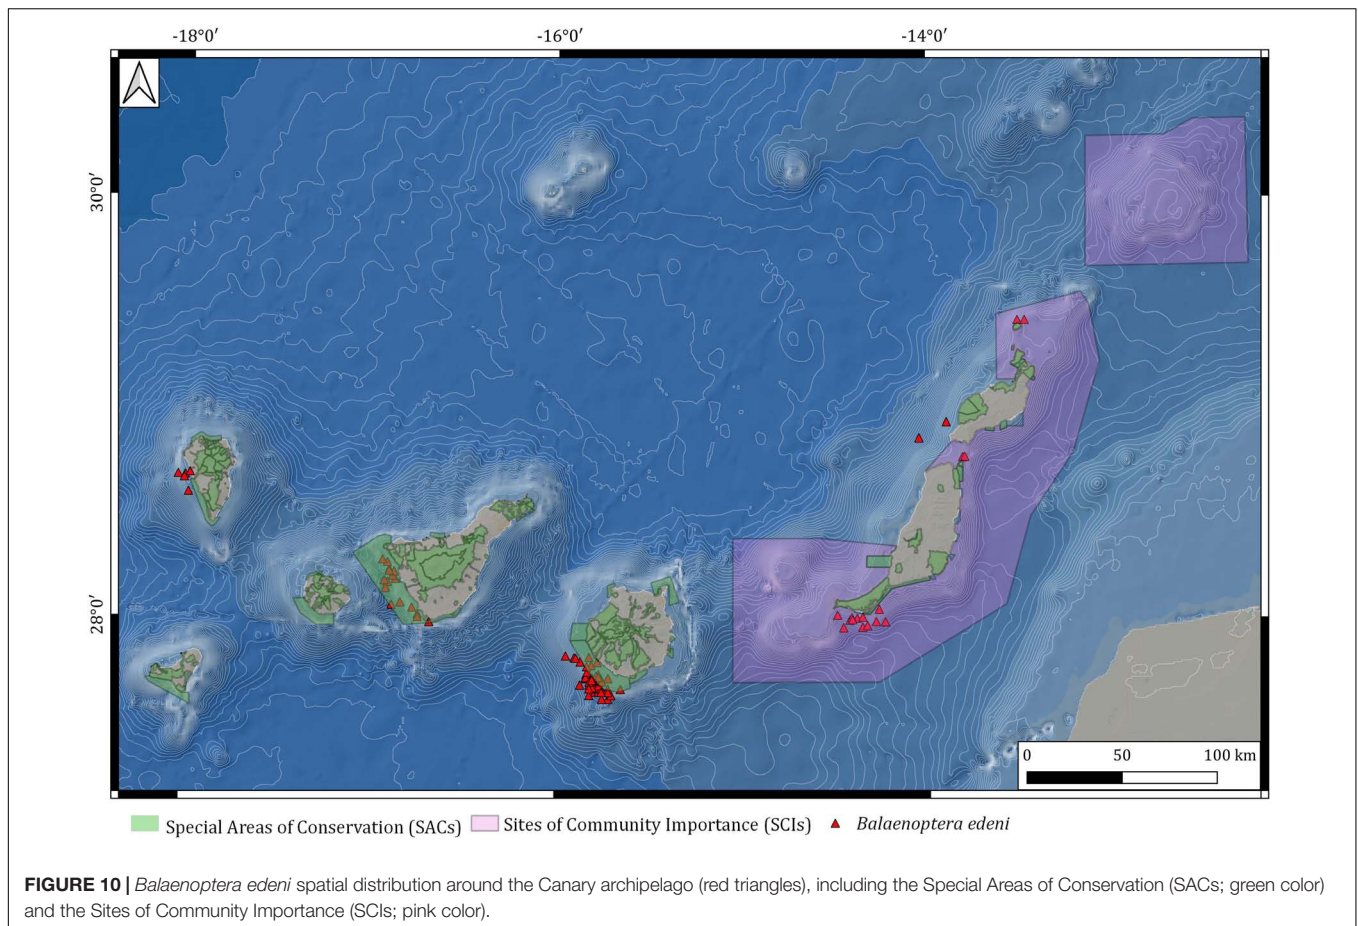 -18°0′ -16°0′ -14°0′
30°0′
28°0′
0 50 100 km
Special Areas of Conservation (SACs) Sites of Community Importance (SCIs) Balaenoptera edeni
FIGURE 10 | Balaenoptera edeni spatial distribution around the Canary archipelago (red triangles), including the Special Areas of Conservation (SACs; green color)
and the Sites of Community Importance (SCIs; pink color).